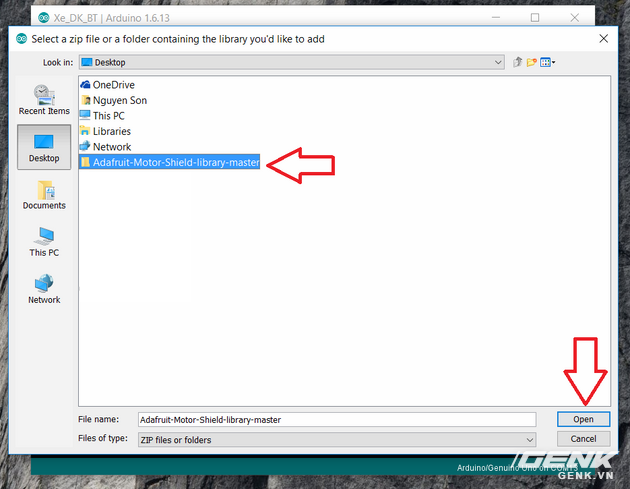 Xe_DK_BT | Arduino 1.6.13
Select a zip file or a folder containing the library you'd like to add
Look in:
Desktop
Recent Items
Desktop
Documents
This PC
Network
OneDrive
Nguyen Son
This PC
Libraries
Network
Adafruit-Motor-Shield-library-master
File name:
Adafruit-Motor-Shield-library-master
Open
Files of type:
ZIP files or folders
Cancel
Arduino/Genuino Uno on COM13
GENK
GENK.VN